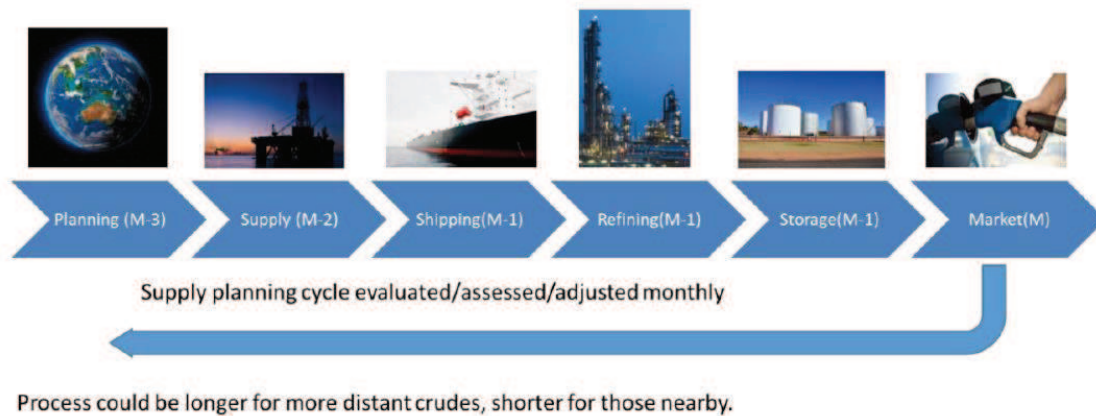 Planning (M-3)
Supply (M-2)
Shipping(M-1)
Refining(M-1)
Storage(M-1)
Market(M)
Supply planning cycle evaluated/assessed/adjusted monthly
Process could be longer for more distant crudes, shorter for those nearby.